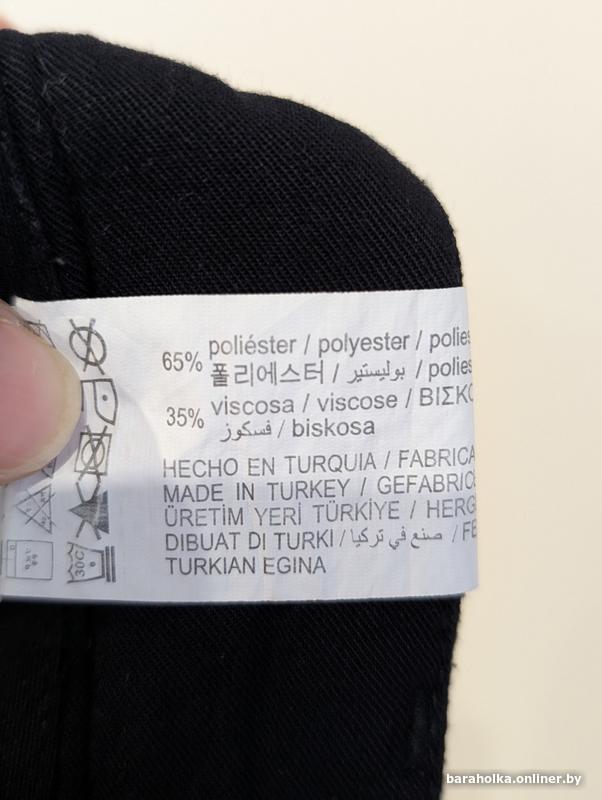 65% poliéster / polyester / polies
폴리에스터 / بوليستير / polies
35% viscosa / viscose / ΒΙΣΚΟ
فسكوز / biskosa
HECHO EN TURQUIA / FABRICA
MADE IN TURKEY / GEFABRIC
ÜRETİM YERİ TÜRKİYE / HERG
DIBUAT DI TURKI / صنع في تركيا / FE
TURKIAN EGINA
30C
baraholka.onliner.by